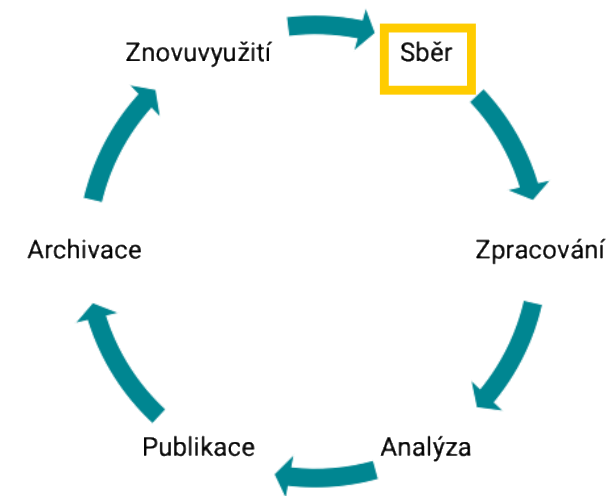 Znovuvyužití
Sběr
Archivace
Zpracování
Publikace
Analýza